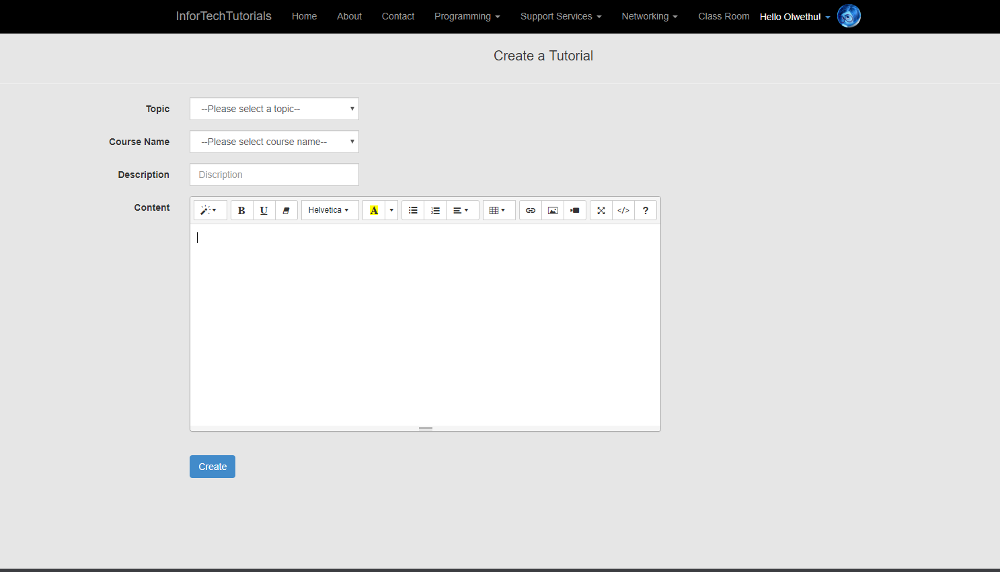 InforTechTutorials Home About Contact Programming Support Services Networking Class Room Hello Olwethu!
Create a Tutorial
Topic --Please select a topic--
Course Name --Please select course name--
Description Discription
Content
B U Helvetica A </> ?
Create